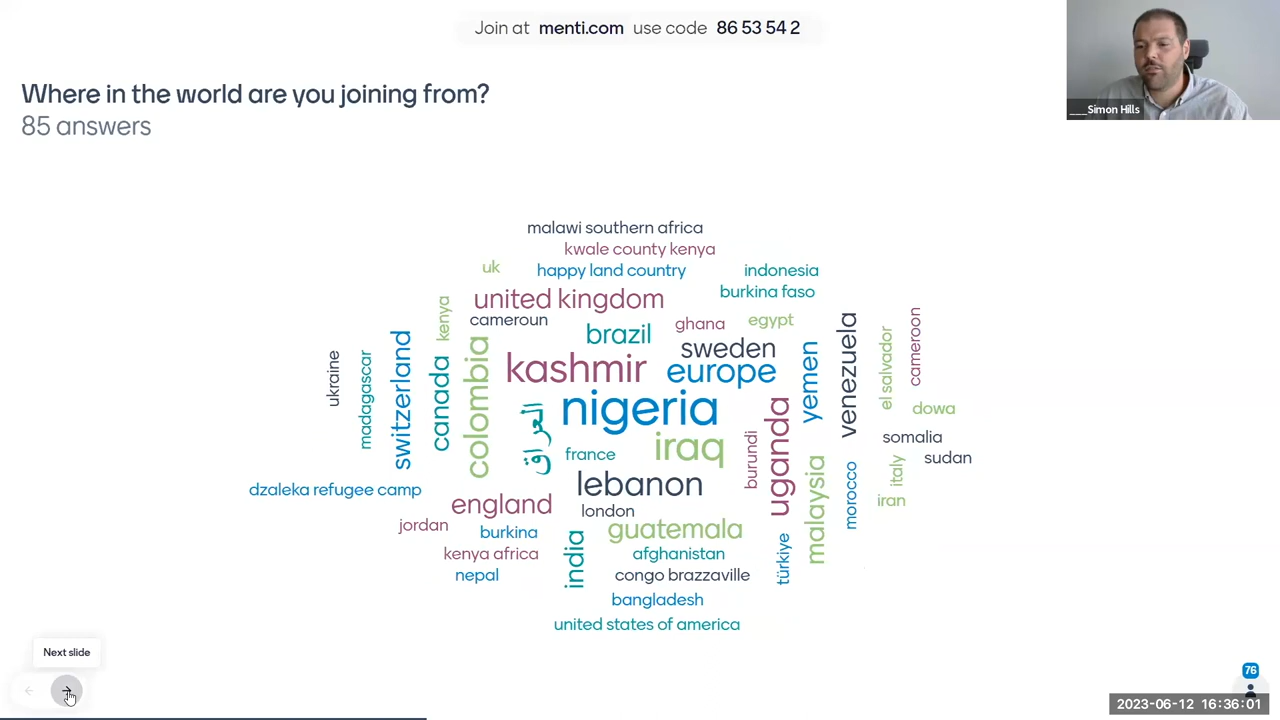 Join at menti.com use code 86 53 54 2
Where in the world are you joining from?
85 answers
___Simon Hills
malawi southern africa
kwale county kenya
uk
happy land country
indonesia
burkina faso
united kingdom
cameroun
brazil
ghana
egypt
kenya
sweden
kashmir
europe
ukraine
madagascar
switzerland
canada
colombia
العراق
nigeria
iraq
france
burundi
uganda
yemen
venezuela
el salvador
cameroon
dowa
somalia
sudan
italy
iran
morocco
malaysia
dzaleka refugee camp
england
lebanon
london
jordan
burkina
guatemala
kenya africa
india
afghanistan
türkiye
nepal
congo brazzaville
bangladesh
united states of america
Next slide
76
2023-06-12 16:36:01